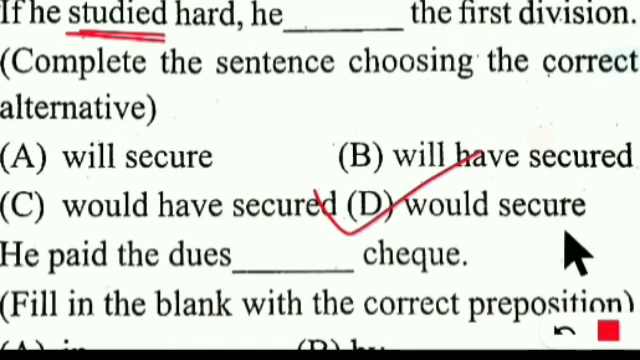 If he studied hard, he________ the first division.
(Complete the sentence choosing the correct
alternative)
(A) will secure (B) will have secured
(C) would have secured (D) would secure
He paid the dues________ cheque.
(Fill in the blank with the correct preposition)
(A) in (B) by